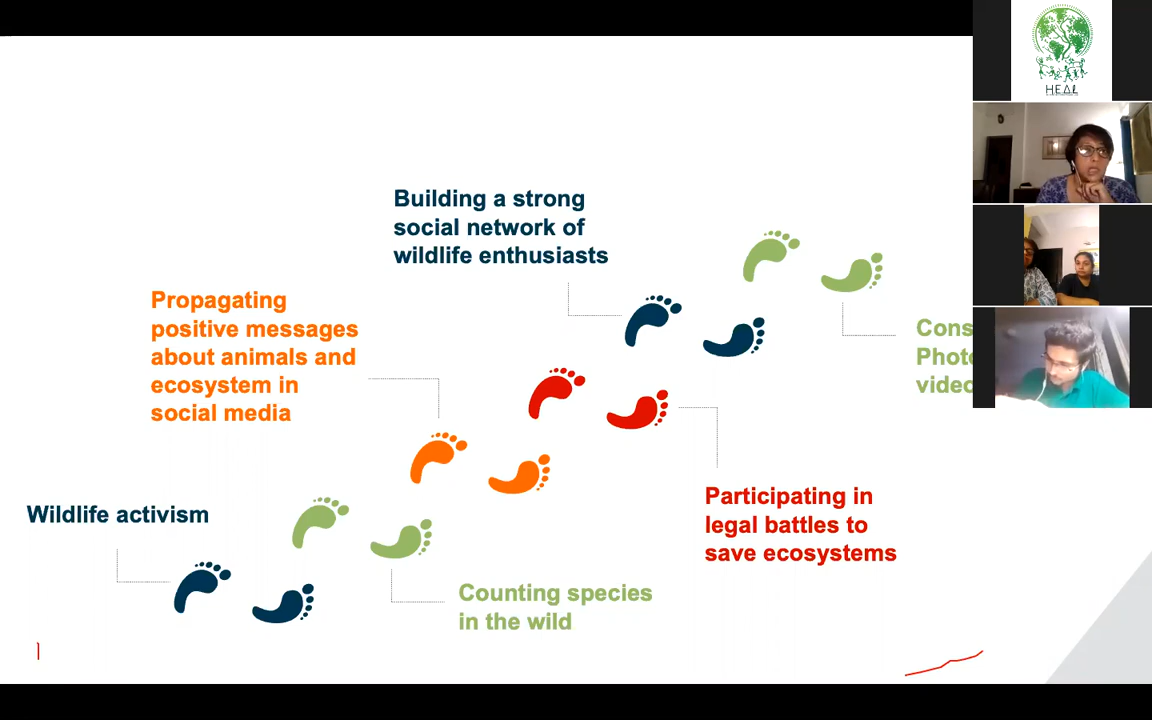 HEAL
Building a strong
social network of
wildlife enthusiasts
Propagating
positive messages
about animals and
ecosystem in
social media
Wildlife activism
Counting species
in the wild
Participating in
legal battles to
save ecosystems